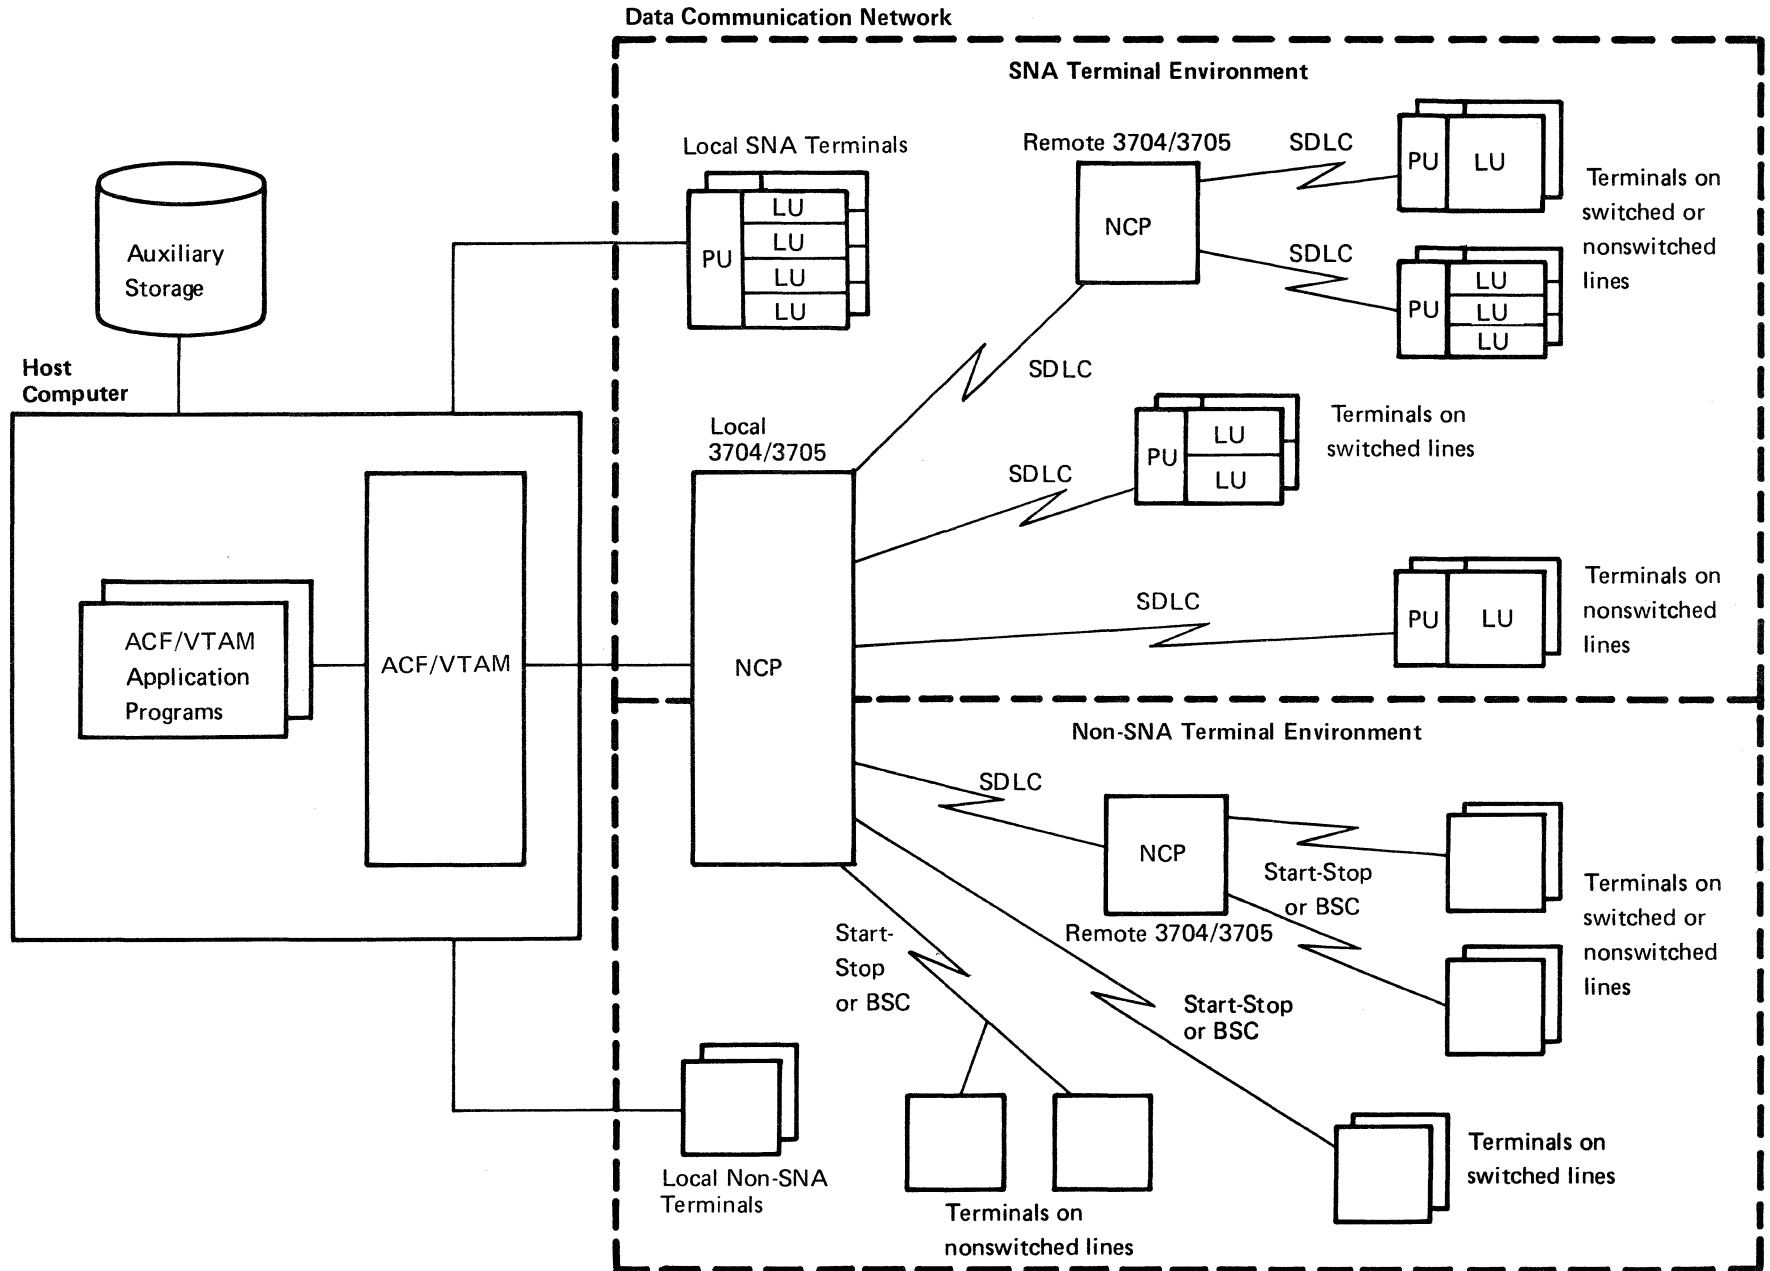 Data Communication Network
SNA Terminal Environment
Local SNA Terminals
PU
LU
LU
LU
LU
Remote 3704/3705
NCP
SDLC
PU
LU
SDLC
PU
LU
LU
LU
Terminals on
switched or
nonswitched
lines
Auxiliary
Storage
Host
Computer
SDLC
Local
3704/3705
NCP
SDLC
PU
LU
LU
Terminals on
switched lines
SDLC
PU
LU
Terminals on
nonswitched
lines
ACF/VTAM
Application
Programs
ACF/VTAM
Non-SNA Terminal Environment
SDLC
NCP
Remote 3704/3705
Start-Stop
or BSC
Terminals on
switched or
nonswitched
lines
Start-
Stop
or BSC
Start-Stop
or BSC
Local Non-SNA
Terminals
Terminals on
nonswitched lines
Terminals on
switched lines